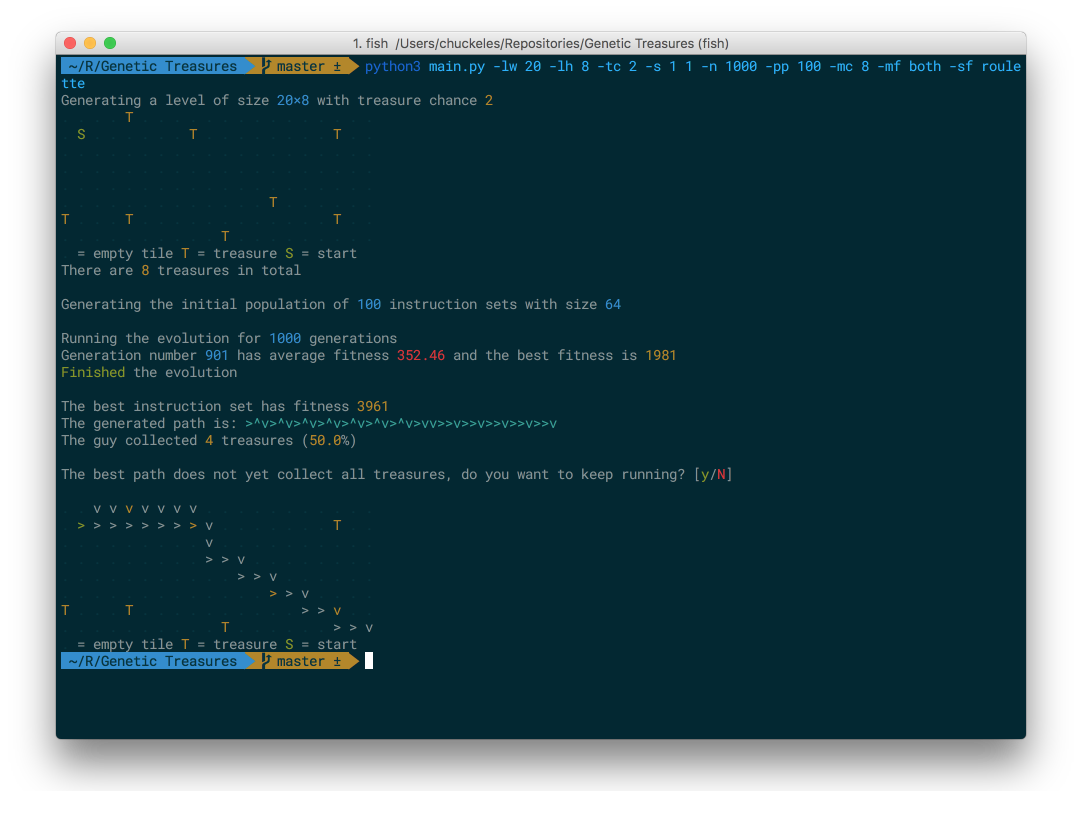 1. fish  /Users/chuckeles/Repositories/Genetic Treasures (fish)
~/R/Genetic Treasures  master ±  python3 main.py -lw 20 -lh 8 -tc 2 -s 1 1 -n 1000 -pp 100 -mc 8 -mf both -sf roule
tte
Generating a level of size 20×8 with treasure chance 2
. . . . T . . . . . . . . . . . . . . .
. S . . . . . . T . . . . . . . . T . .
. . . . . . . . . . . . . . . . . . . .
. . . . . . . . . . . . . . . . . . . .
. . . . . . . . . . . . . . . . . . . .
. . . . . . . . . . . . . T . . . . . .
T . . . T . . . . . . . . . . . . T . .
. . . . . . . . . . T . . . . . . . . .
. = empty tile T = treasure S = start
There are 8 treasures in total
Generating the initial population of 100 instruction sets with size 64
Running the evolution for 1000 generations
Generation number 901 has average fitness 352.46 and the best fitness is 1981
Finished the evolution
The best instruction set has fitness 3961
The generated path is: >^v>^v>^v>^v>^v>^v>^v>vv>>v>>v>>v>>v>>v
The guy collected 4 treasures (50.0%)
The best path does not yet collect all treasures, do you want to keep running? [y/N]
. . v v v v v v v . . . . . . . . . . .
. > > > > > > > > v . . . . . . . T . .
. . . . . . . . . v . . . . . . . . . .
. . . . . . . . . > > v . . . . . . . .
. . . . . . . . . . . > > v . . . . . .
. . . . . . . . . . . . . > > v . . . .
T . . . T . . . . . . . . . . > > v . .
. . . . . . . . . . T . . . . . . > > v
. = empty tile T = treasure S = start
~/R/Genetic Treasures  master ±